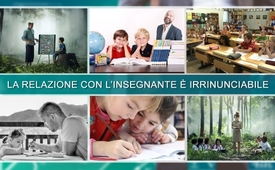 LA RELAZIONE CON L'INSEGNANTE È IRRINUNCIABILE